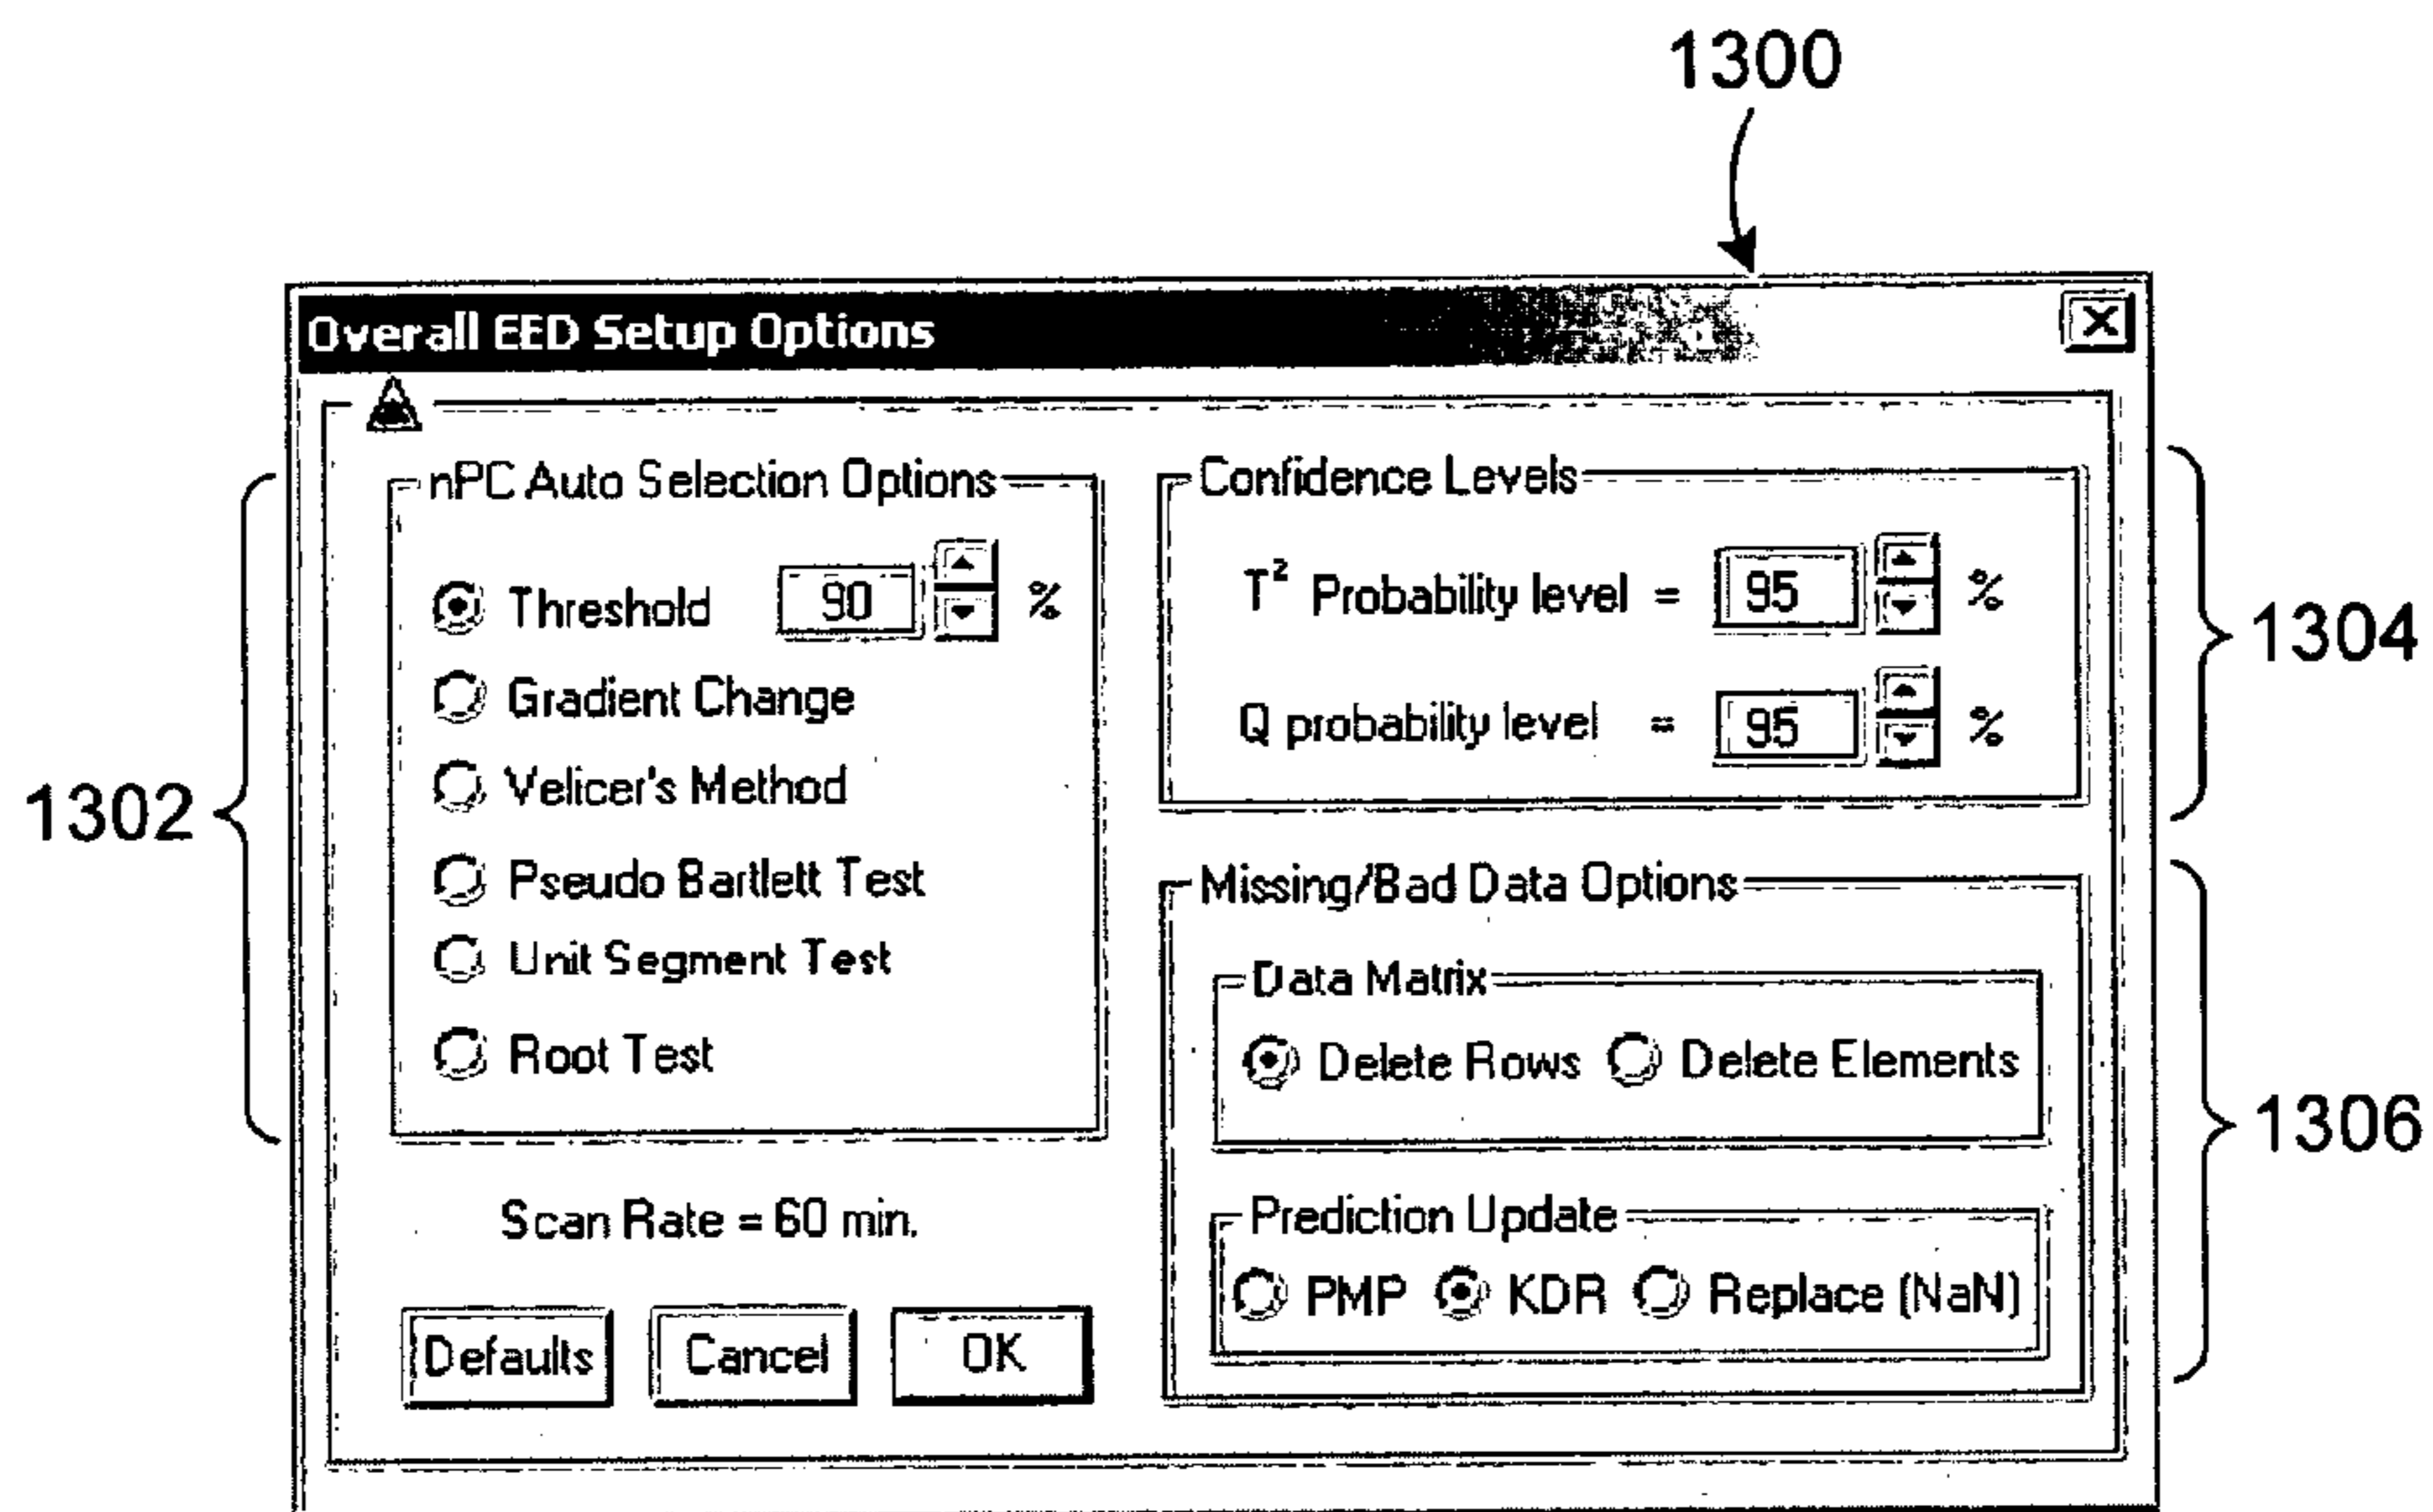 1300
Overall EED Setup Options
nPC Auto Selection Options
Threshold 90 %
Gradient Change
Velicer's Method
Pseudo Bartlett Test
Unit Segment Test
Root Test
1302
Scan Rate = 60 min.
Defaults Cancel OK
Confidence Levels
T² Probability level = 95 %
Q probability level = 95 %
1304
Missing/Bad Data Options
Data Matrix
Delete Rows Delete Elements
Prediction Update
PMP KDR Replace (NaN)
1306